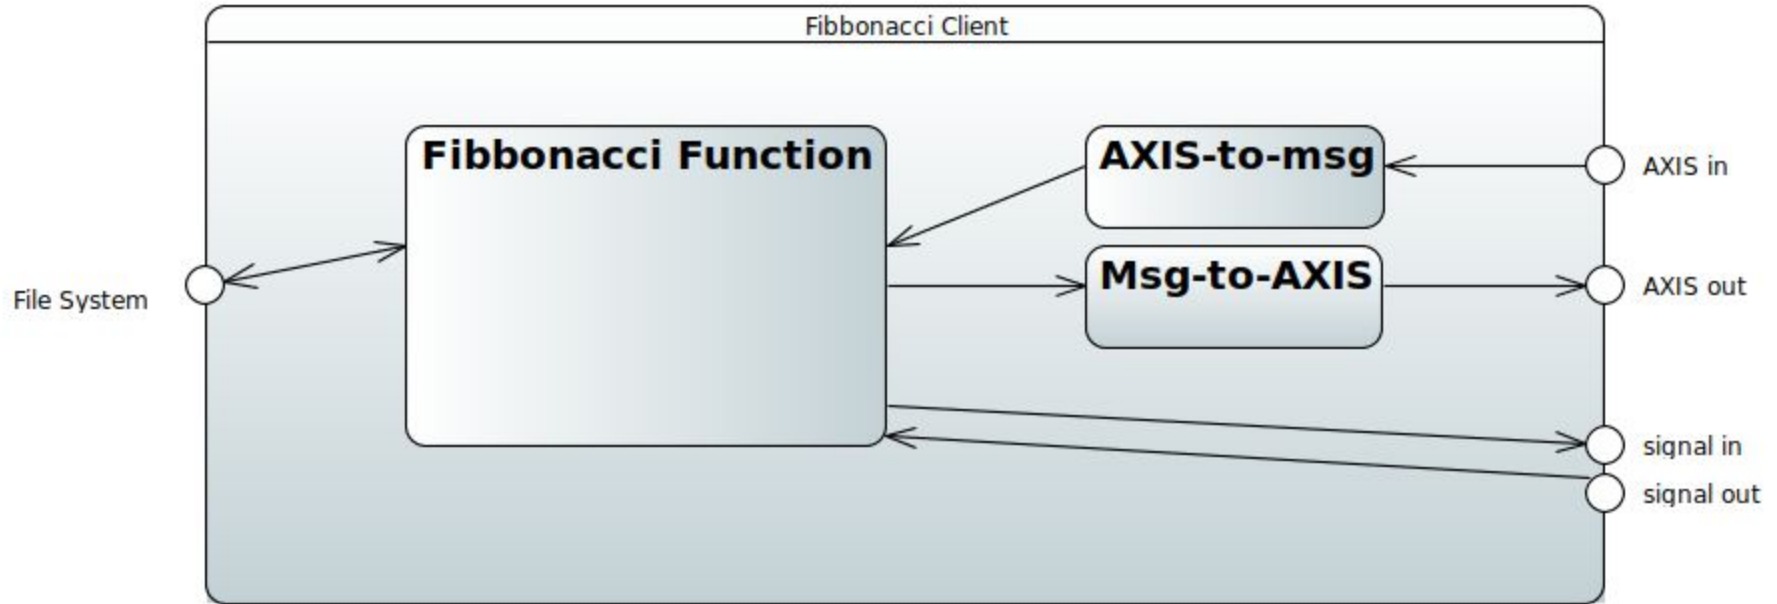 Fibbonacci Client
Fibbonacci Function
AXIS-to-msg
AXIS in
File System
Msg-to-AXIS
AXIS out
signal in
signal out